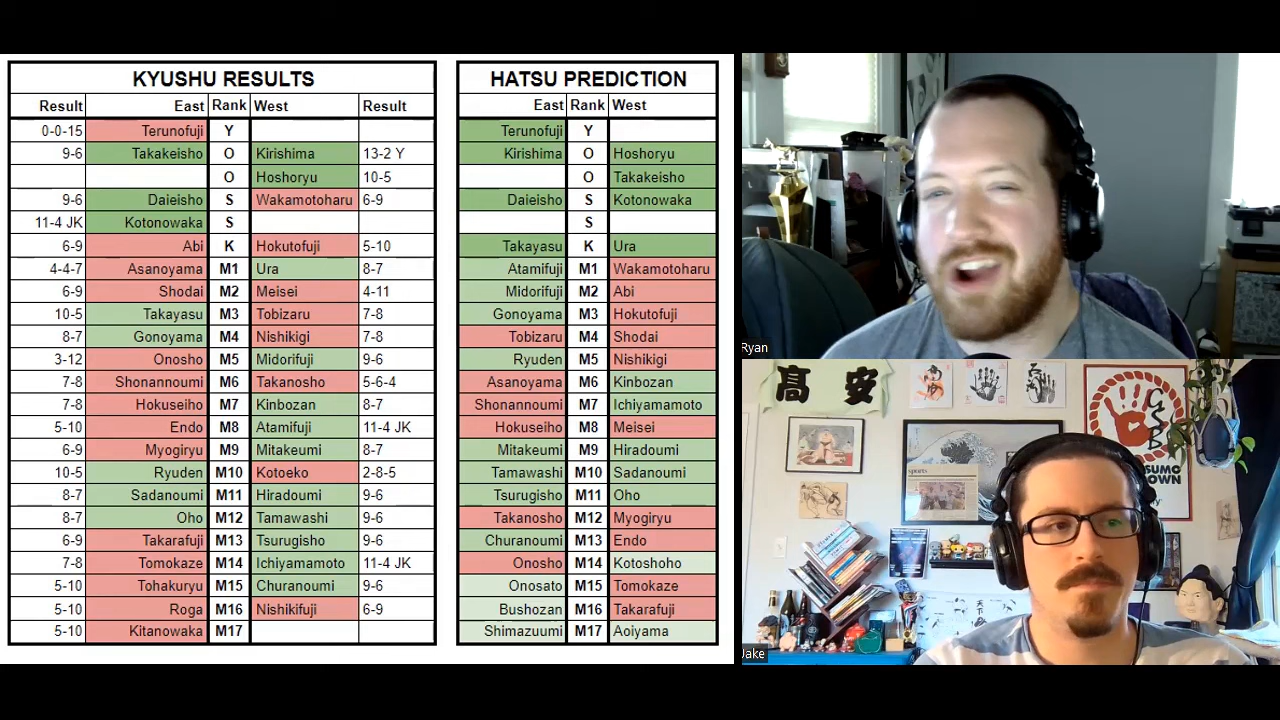 KYUSHU RESULTS
Result East Rank West Result
0-0-15 Terunofuji Y
9-6 Takakeisho O Kirishima 13-2 Y
O Hoshoryu 10-5
9-6 Daieisho S Wakamotoharu 6-9
11-4 JK Kotonowaka S
6-9 Abi K Hokutofuji 5-10
4-4-7 Asanoyama M1 Ura 8-7
6-9 Shodai M2 Meisei 4-11
10-5 Takayasu M3 Tobizaru 7-8
8-7 Gonoyama M4 Nishikigi 7-8
3-12 Onosho M5 Midorifuji 9-6
7-8 Shonannoumi M6 Takanosho 5-6-4
7-8 Hokuseiho M7 Kinbozan 8-7
5-10 Endo M8 Atamifuji 11-4 JK
6-9 Myogiryu M9 Mitakeumi 8-7
10-5 Ryuden M10 Kotoeko 2-8-5
8-7 Sadanoumi M11 Hiradoumi 9-6
8-7 Oho M12 Tamawashi 9-6
6-9 Takarafuji M13 Tsurugisho 9-6
7-8 Tomokaze M14 Ichiyamamoto 11-4 JK
5-10 Tohakuryu M15 Churanoumi 9-6
5-10 Roga M16 Nishikifuji 6-9
5-10 Kitanowaka M17
HATSU PREDICTION
East Rank West
Terunofuji Y
Kirishima O Hoshoryu
O Takakeisho
Daieisho S Kotonowaka
S
Takayasu K Ura
Atamifuji M1 Wakamotoharu
Midorifuji M2 Abi
Gonoyama M3 Hokutofuji
Tobizaru M4 Shodai
Ryuden M5 Nishikigi
Asanoyama M6 Kinbozan
Shonannoumi M7 Ichiyamamoto
Hokuseiho M8 Meisei
Mitakeumi M9 Hiradoumi
Tamawashi M10 Sadanoumi
Tsurugisho M11 Oho
Takanosho M12 Myogiryu
Churanoumi M13 Endo
Onosho M14 Kotoshoho
Onosato M15 Tomokaze
Bushozan M16 Takarafuji
Shimazuumi M17 Aoiyama
Ryan
髙 安
sports
SUMO
Jake